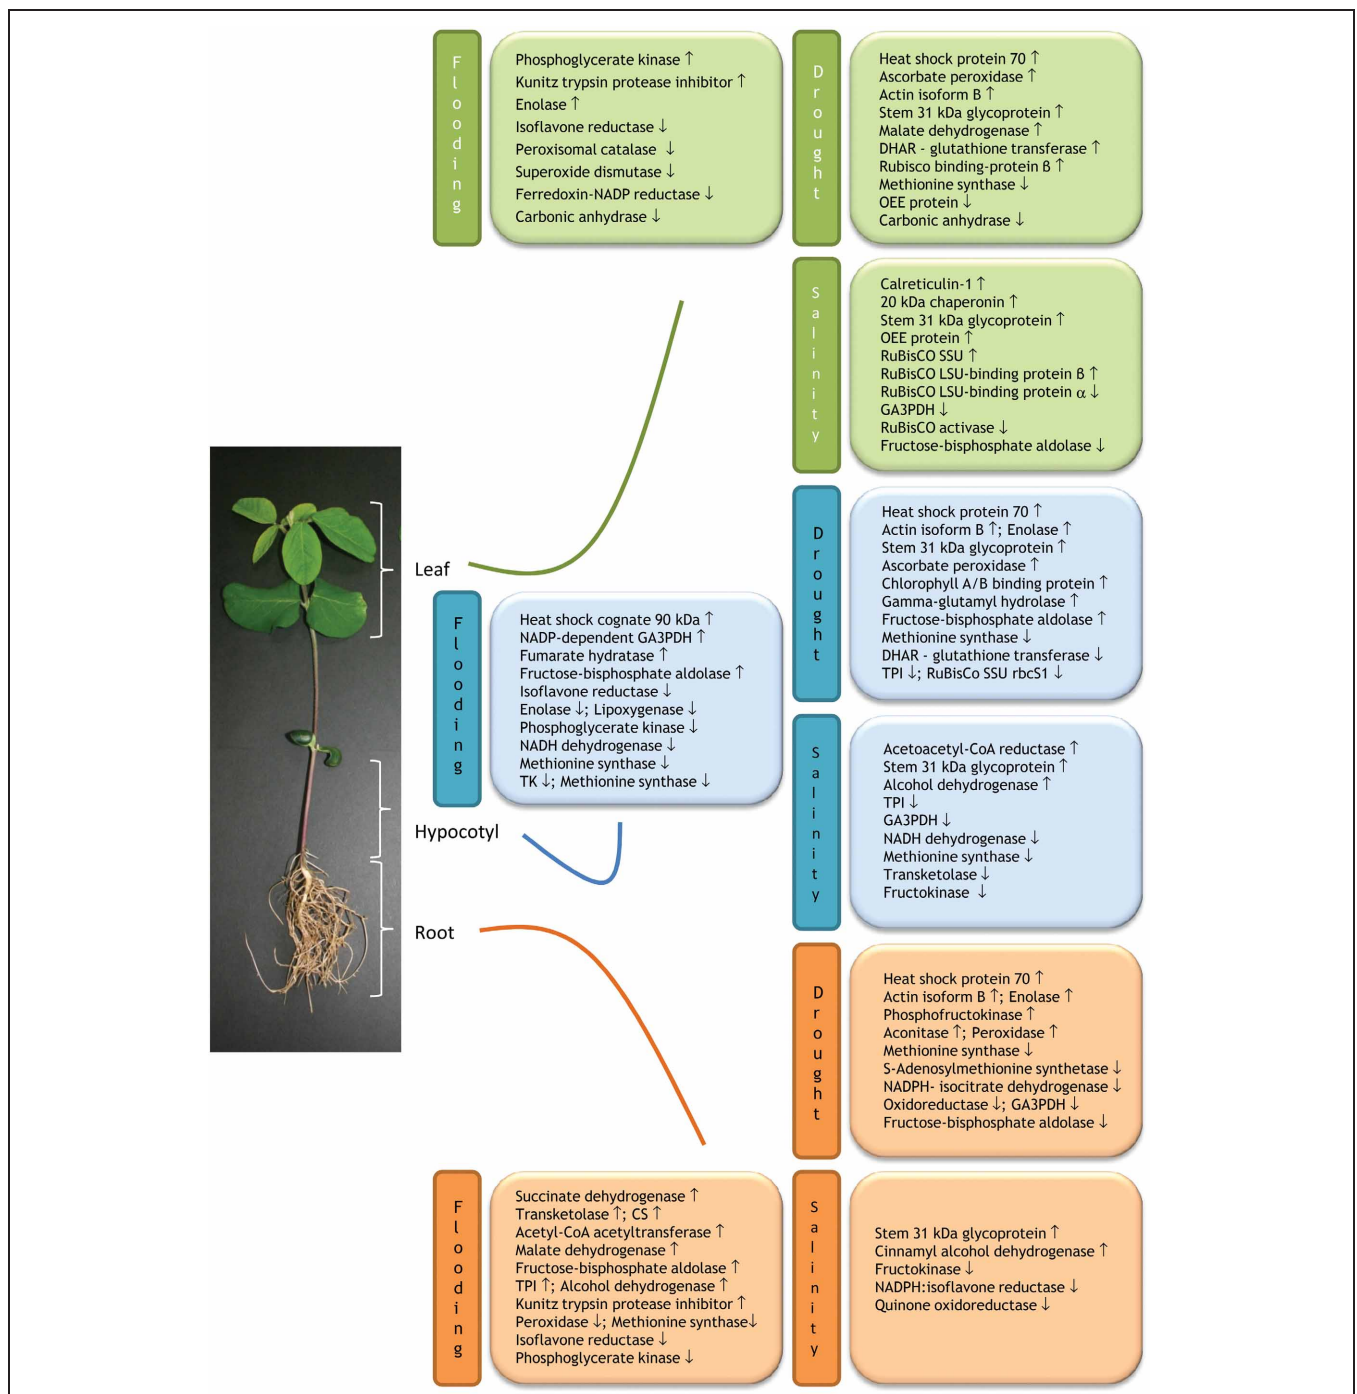 Flooding
Phosphoglycerate kinase ↑
Kunitz trypsin protease inhibitor ↑
Enolase ↑
Isoflavone reductase ↓
Peroxisomal catalase ↓
Superoxide dismutase ↓
Ferredoxin-NADP reductase ↓
Carbonic anhydrase ↓
Drought
Heat shock protein 70 ↑
Ascorbate peroxidase ↑
Actin isoform B ↑
Stem 31 kDa glycoprotein ↑
Malate dehydrogenase ↑
DHAR - glutathione transferase ↑
Rubisco binding-protein ß ↑
Methionine synthase ↓
OEE protein ↓
Carbonic anhydrase ↓
Salinity
Calreticulin-1 ↑
20 kDa chaperonin ↑
Stem 31 kDa glycoprotein ↑
OEE protein ↑
RuBisCO SSU ↑
RuBisCO LSU-binding protein ß ↑
RuBisCO LSU-binding protein α ↓
GA3PDH ↓
RuBisCO activase ↓
Fructose-bisphosphate aldolase ↓
Leaf
Flooding
Heat shock cognate 90 kDa ↑
NADP-dependent GA3PDH ↑
Fumarate hydratase ↑
Fructose-bisphosphate aldolase ↑
Isoflavone reductase ↓
Enolase ↓; Lipoxygenase ↓
Phosphoglycerate kinase ↓
NADH dehydrogenase ↓
Methionine synthase ↓
TK ↓; Methionine synthase ↓
Drought
Heat shock protein 70 ↑
Actin isoform B ↑; Enolase ↑
Stem 31 kDa glycoprotein ↑
Ascorbate peroxidase ↑
Chlorophyll A/B binding protein ↑
Gamma-glutamyl hydrolase ↑
Fructose-bisphosphate aldolase ↑
Methionine synthase ↓
DHAR - glutathione transferase ↓
TPI ↓; RuBisCo SSU rbcS1 ↓
Salinity
Acetoacetyl-CoA reductase ↑
Stem 31 kDa glycoprotein ↑
Alcohol dehydrogenase ↑
TPI ↓
GA3PDH ↓
NADH dehydrogenase ↓
Methionine synthase ↓
Transketolase ↓
Fructokinase ↓
Hypocotyl
Root
Drought
Heat shock protein 70 ↑
Actin isoform B ↑; Enolase ↑
Phosphofructokinase ↑
Aconitase ↑; Peroxidase ↑
Methionine synthase ↓
S-Adenosylmethionine synthetase ↓
NADPH- isocitrate dehydrogenase ↓
Oxidoreductase ↓; GA3PDH ↓
Fructose-bisphosphate aldolase ↓
Flooding
Succinate dehydrogenase ↑
Transketolase ↑; CS ↑
Acetyl-CoA acetyltransferase ↑
Malate dehydrogenase ↑
Fructose-bisphosphate aldolase ↑
TPI ↑; Alcohol dehydrogenase ↑
Kunitz trypsin protease inhibitor ↑
Peroxidase ↓; Methionine synthase↓
Isoflavone reductase ↓
Phosphoglycerate kinase ↓
Salinity
Stem 31 kDa glycoprotein ↑
Cinnamyl alcohol dehydrogenase ↑
Fructokinase ↓
NADPH:isoflavone reductase ↓
Quinone oxidoreductase ↓